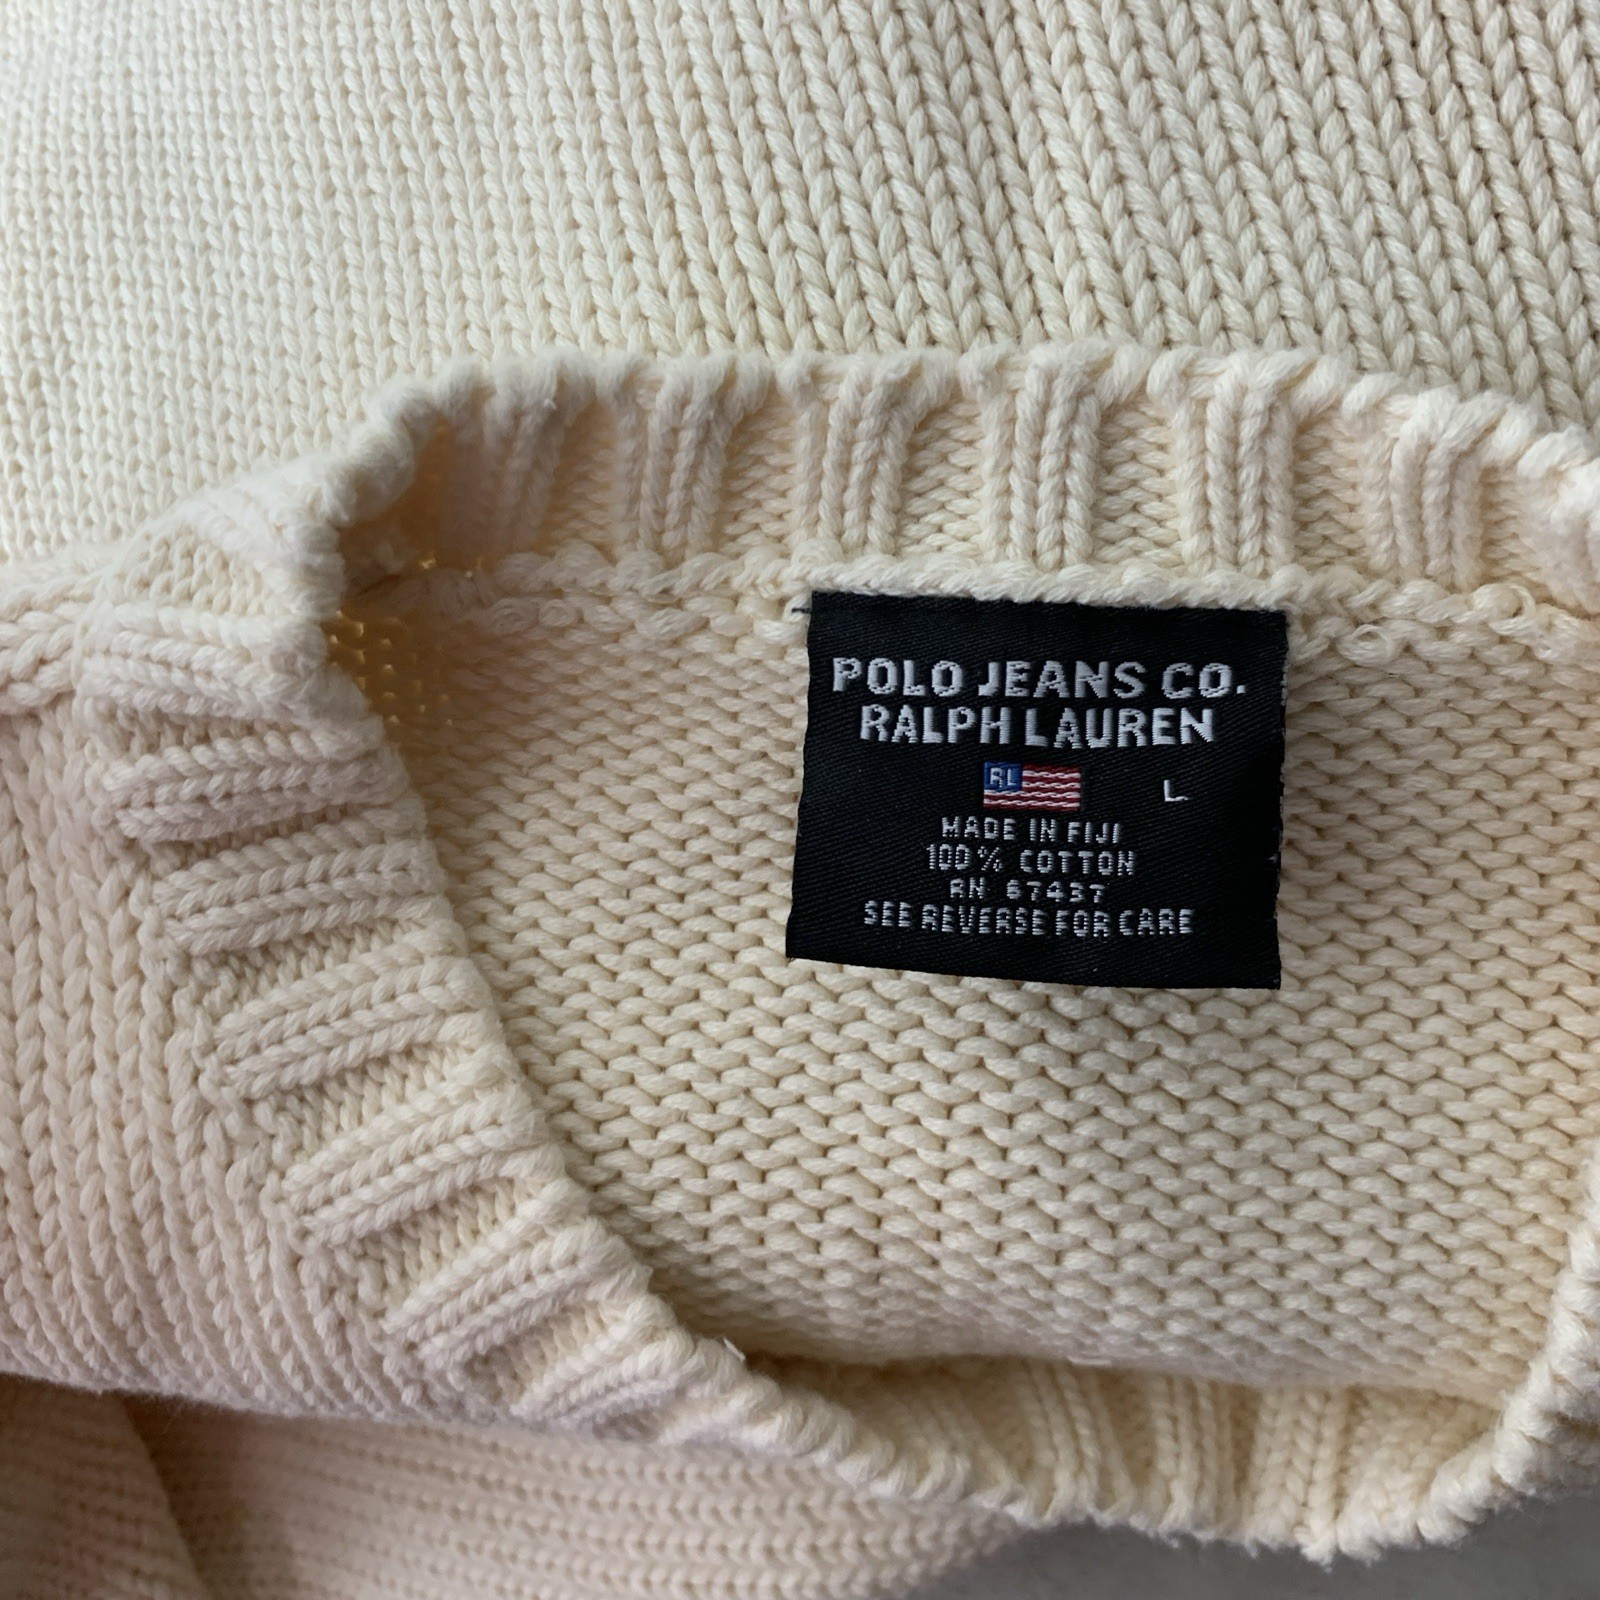 POLO JEANS CO.
RALPH LAUREN
RL
L
MADE IN FIJI
100% COTTON
RN 67437
SEE REVERSE FOR CARE